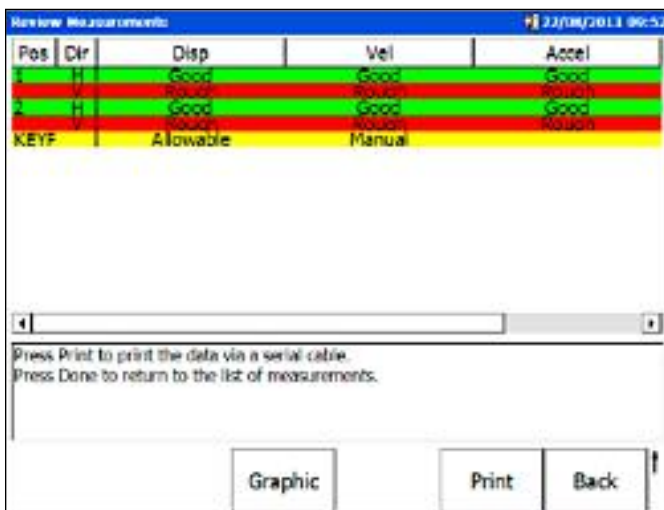 Review Measurements 22/08/2013 09:52
Pos Dir Disp Vel Accel
1 H Good Good Good
V Rough Rough Rough
2 H Good Good Good
V Rough Rough Rough
KEYF Allowable Manual
Press Print to print the data via a serial cable.
Press Done to return to the list of measurements.
Graphic Print Back